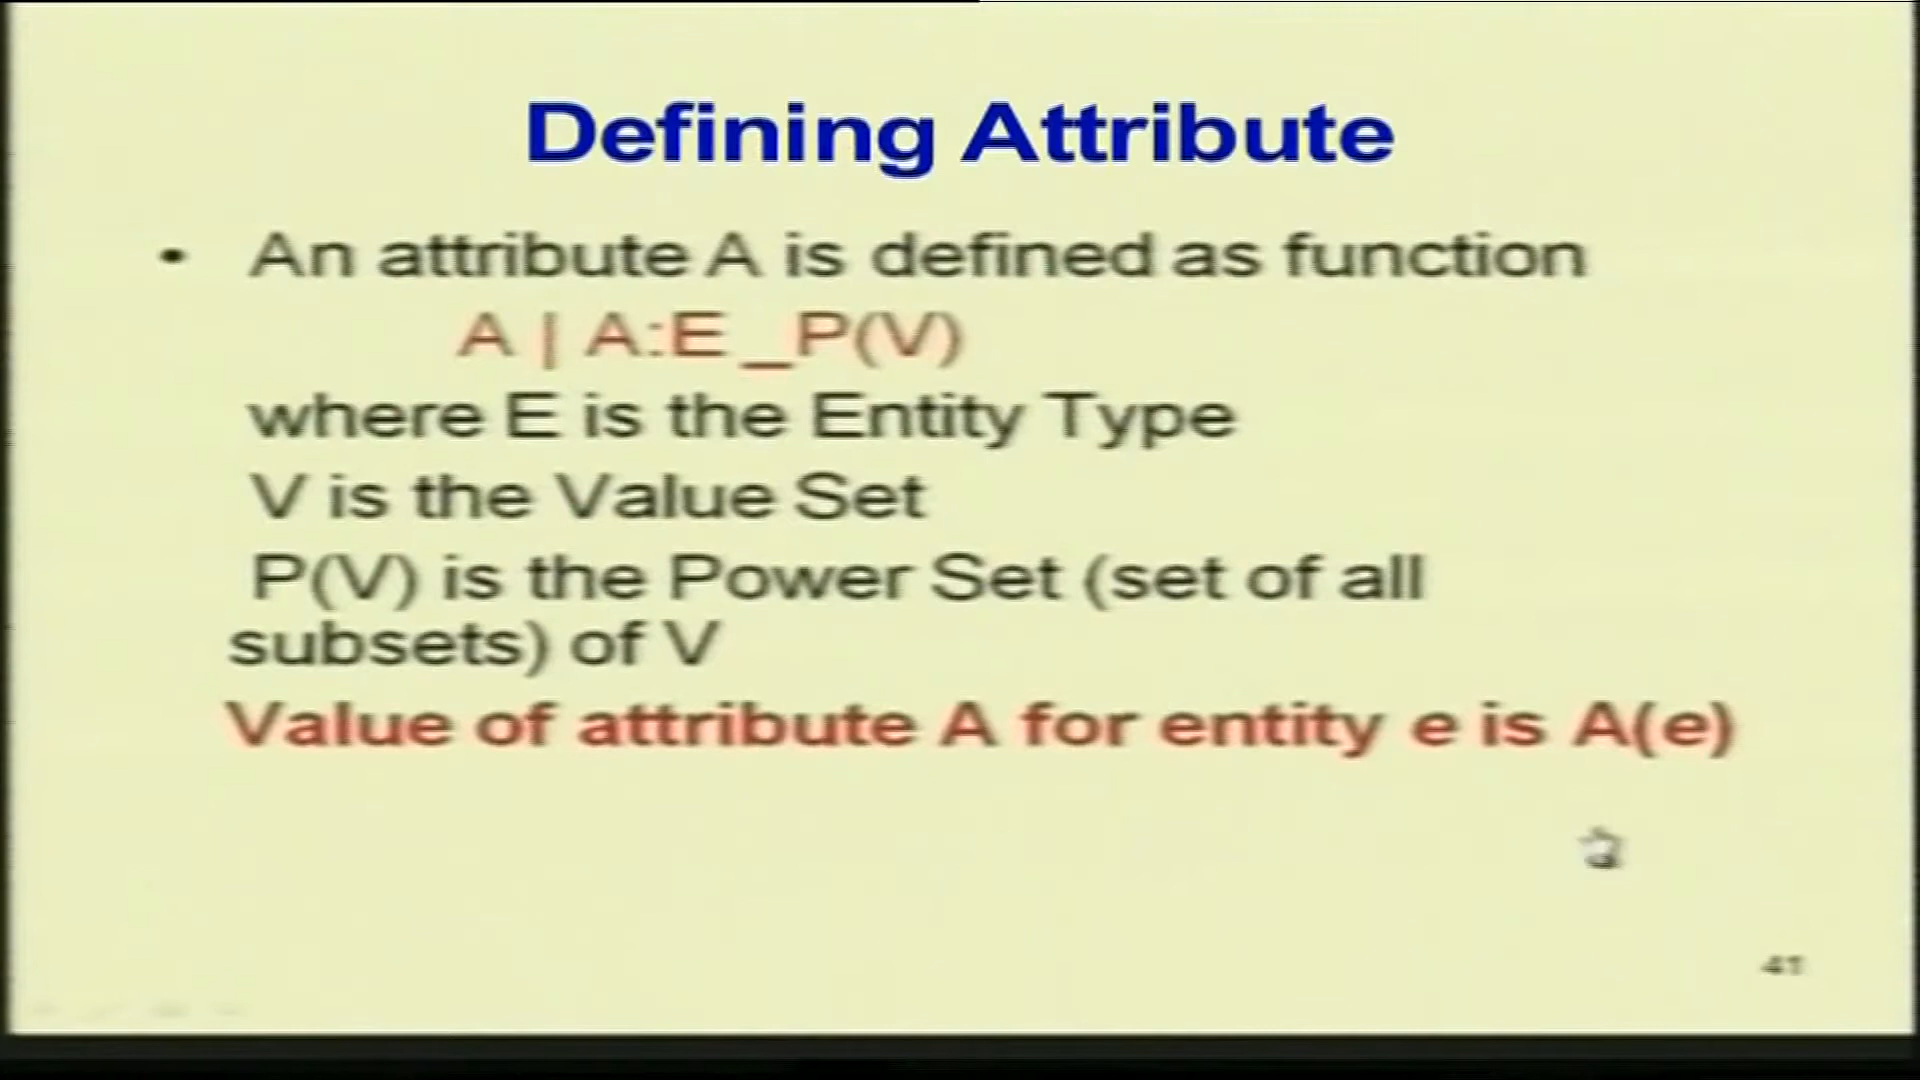 Defining Attribute
• An attribute A is defined as function
A | A:E _P(V)
where E is the Entity Type
V is the Value Set
P(V) is the Power Set (set of all
subsets) of V
Value of attribute A for entity e is A(e)
41